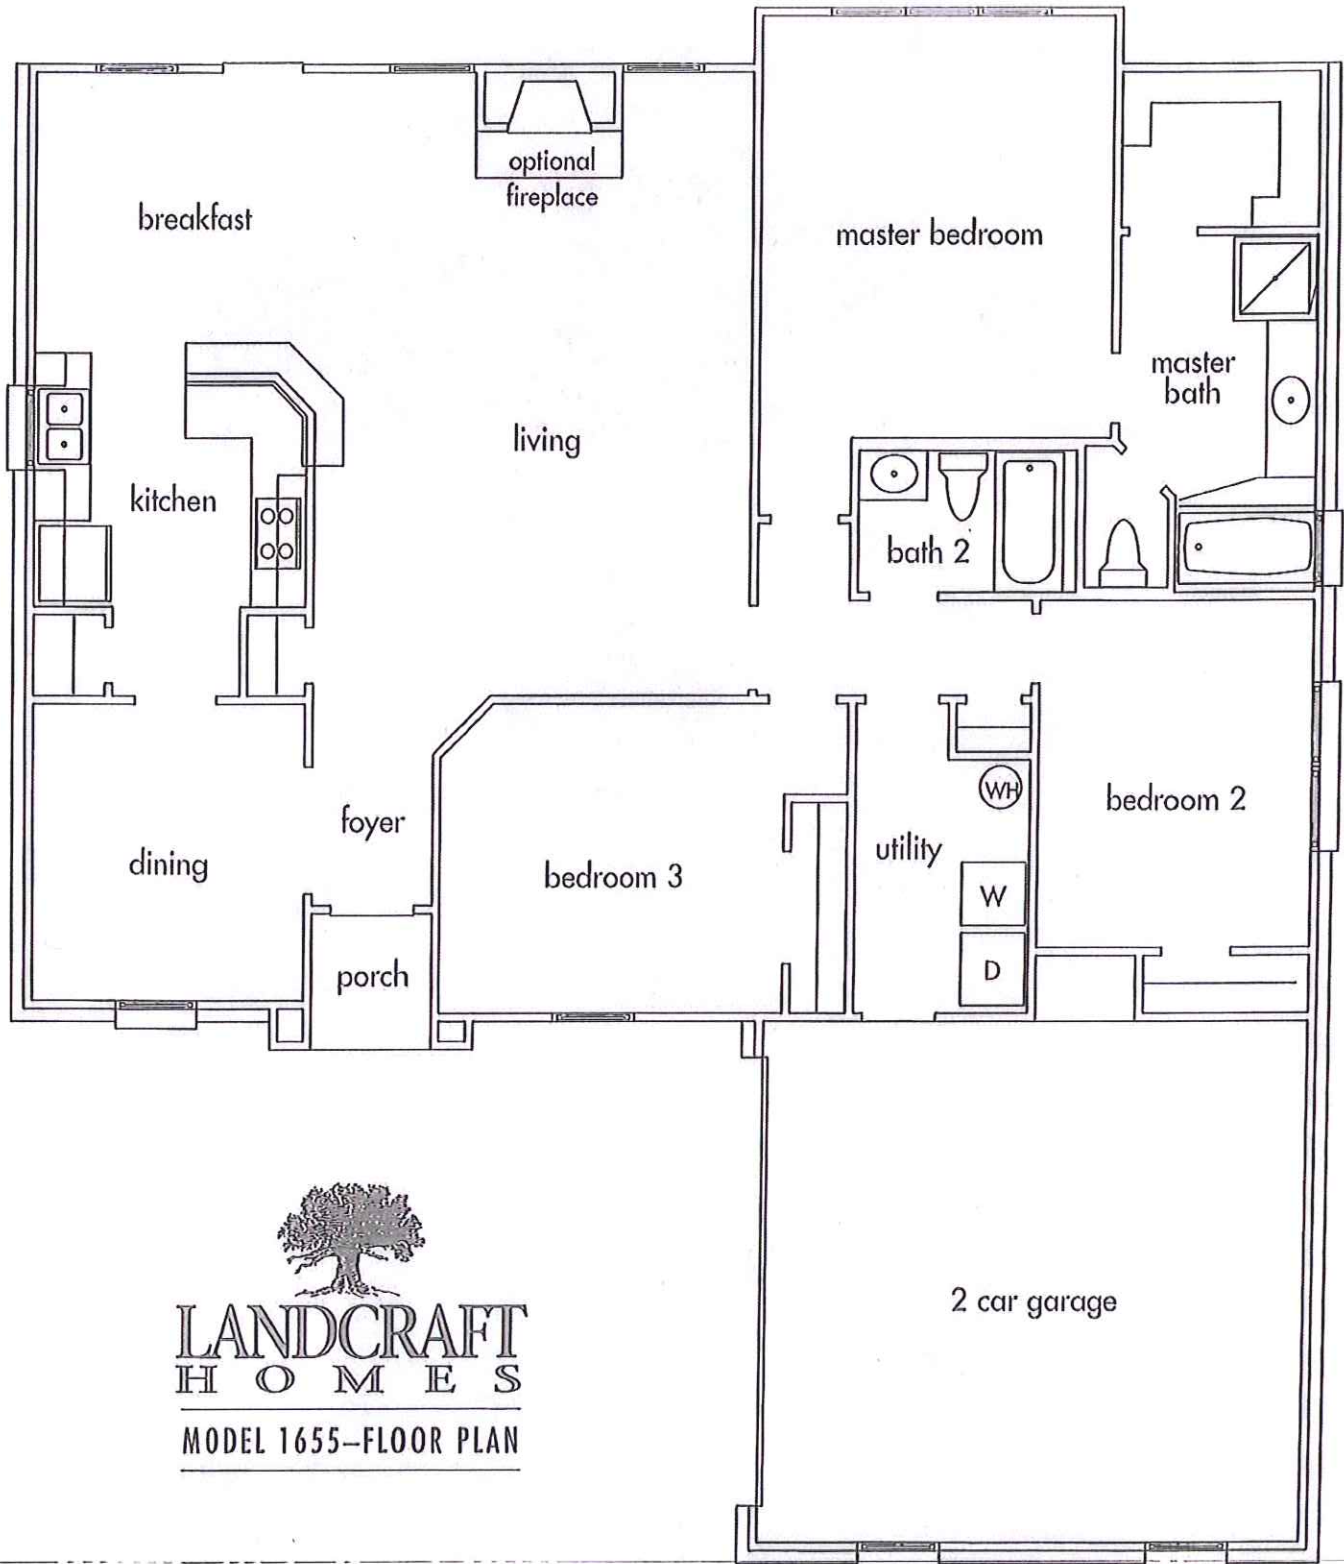 optional
fireplace
breakfast
master bedroom
master
bath
living
kitchen
bath 2
WH
bedroom 2
foyer
utility
dining
bedroom 3
W
D
porch
2 car garage
LANDCRAFT
HOMES
MODEL 1655–FLOOR PLAN